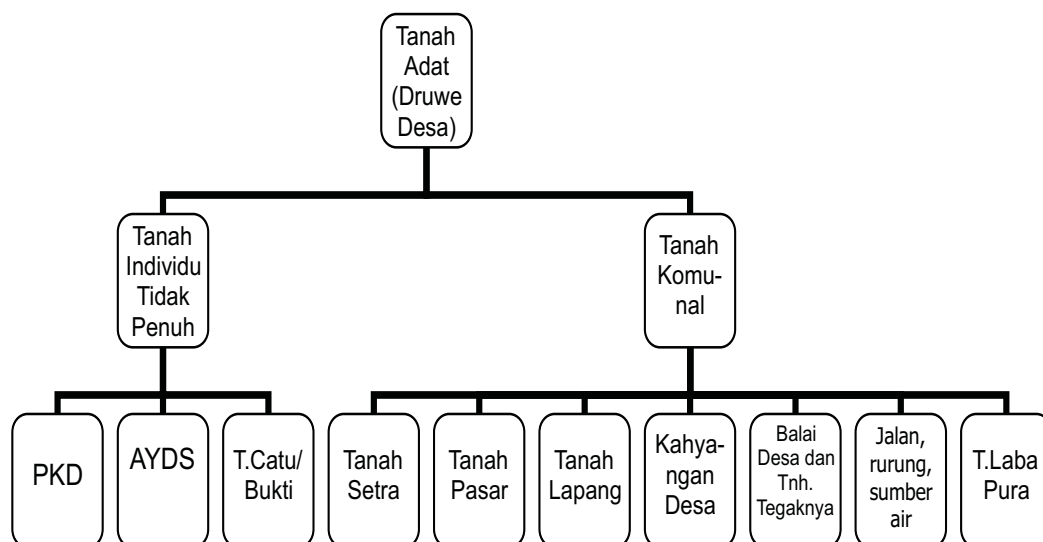 Tanah
Adat
(Druwe
Desa)
Tanah
Individu
Tidak
Penuh
Tanah
Komu-
nal
PKD
AYDS
T.Catu/
Bukti
Tanah
Setra
Tanah
Pasar
Tanah
Lapang
Kahya-
ngan
Desa
Balai
Desa dan
Tnh.
Tegaknya
Jalan,
rurung,
sumber
air
T.Laba
Pura